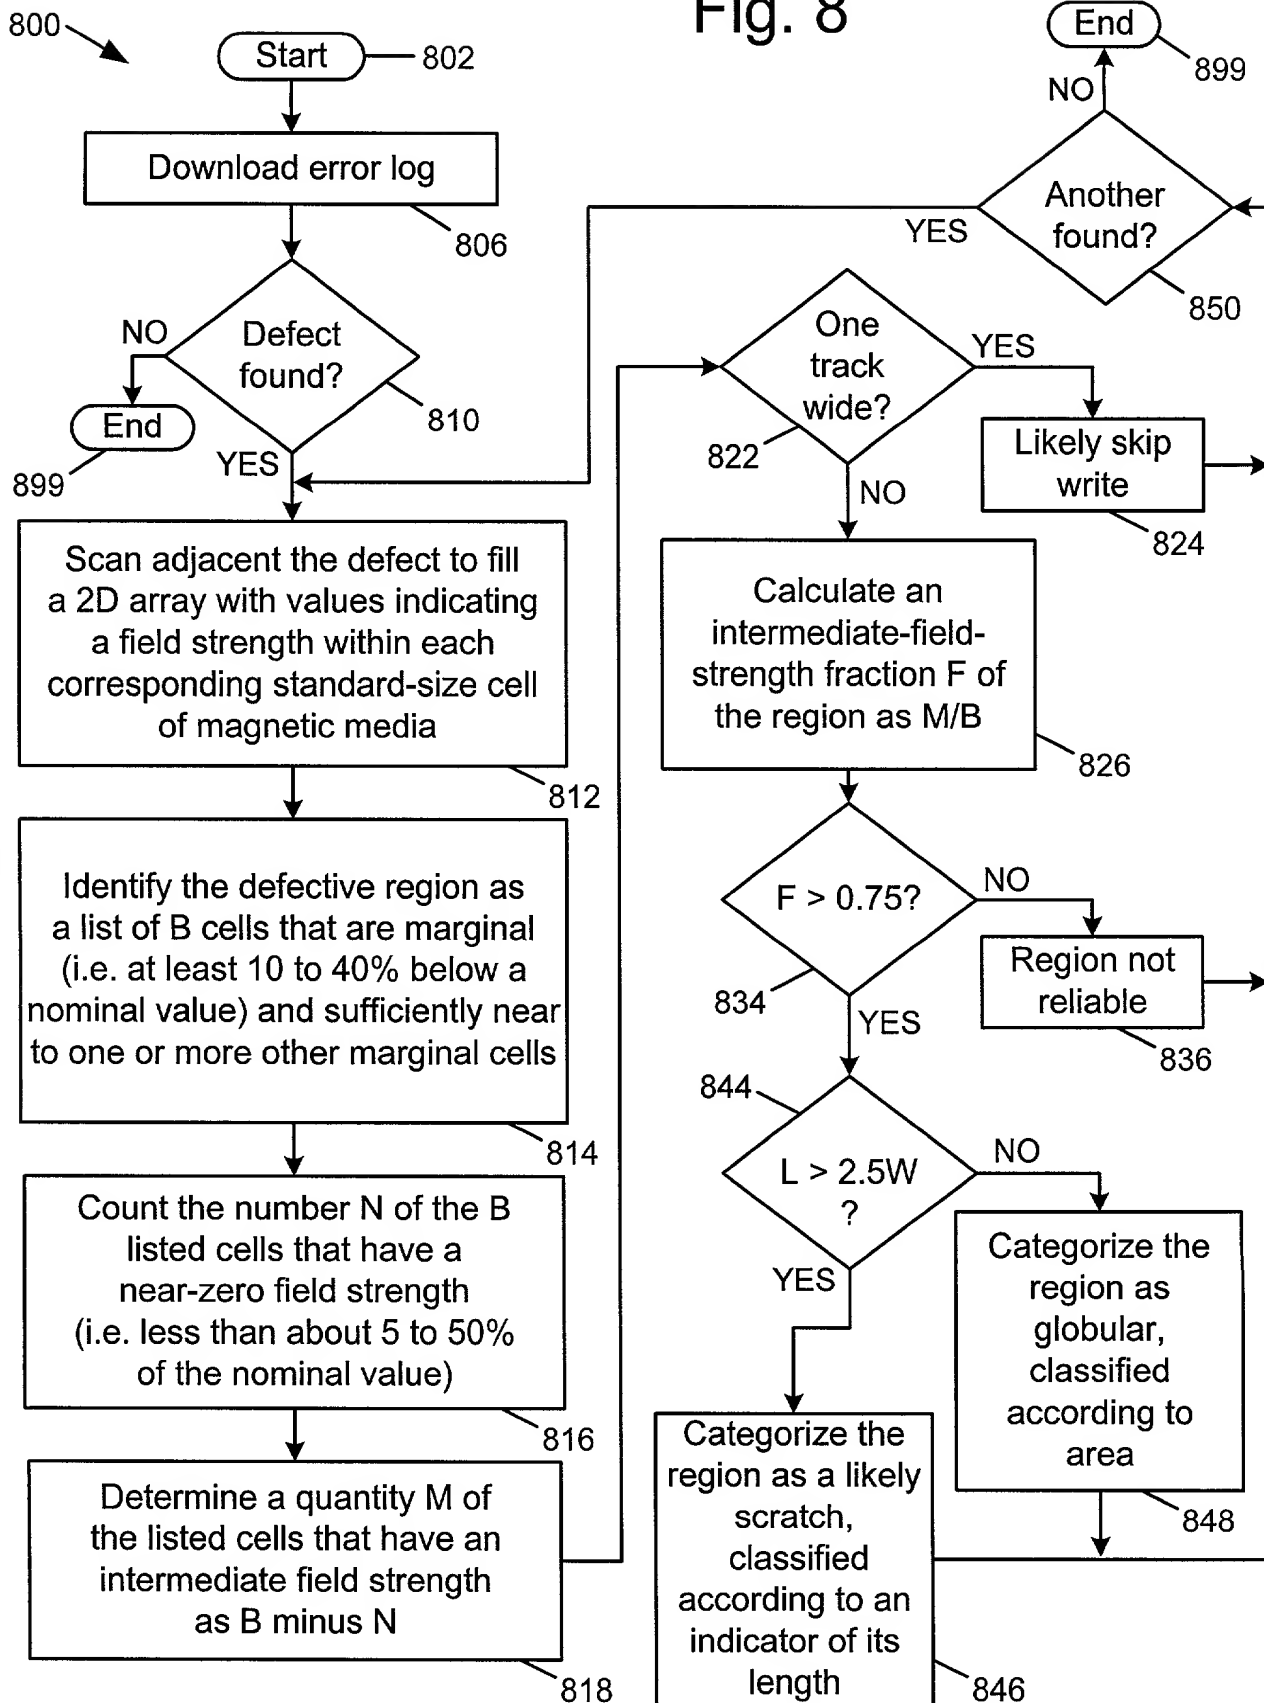 Fig. 8
800
Start
802
Download error log
806
Defect
found?
810
NO
End
899
YES
Scan adjacent the defect to fill
a 2D array with values indicating
a field strength within each
corresponding standard-size cell
of magnetic media
812
Identify the defective region as
a list of B cells that are marginal
(i.e. at least 10 to 40% below a
nominal value) and sufficiently near
to one or more other marginal cells
814
Count the number N of the B
listed cells that have a
near-zero field strength
(i.e. less than about 5 to 50%
of the nominal value)
816
Determine a quantity M of
the listed cells that have an
intermediate field strength
as B minus N
818
One
track
wide?
822
YES
Likely skip
write
824
NO
Calculate an
intermediate-field-
strength fraction F of
the region as M/B
826
F > 0.75?
834
NO
Region not
reliable
836
YES
844
L > 2.5W
?
NO
Categorize the
region as
globular,
classified
according to
area
848
YES
Categorize the
region as a likely
scratch,
classified
according to an
indicator of its
length
846
Another
found?
850
YES
NO
End
899